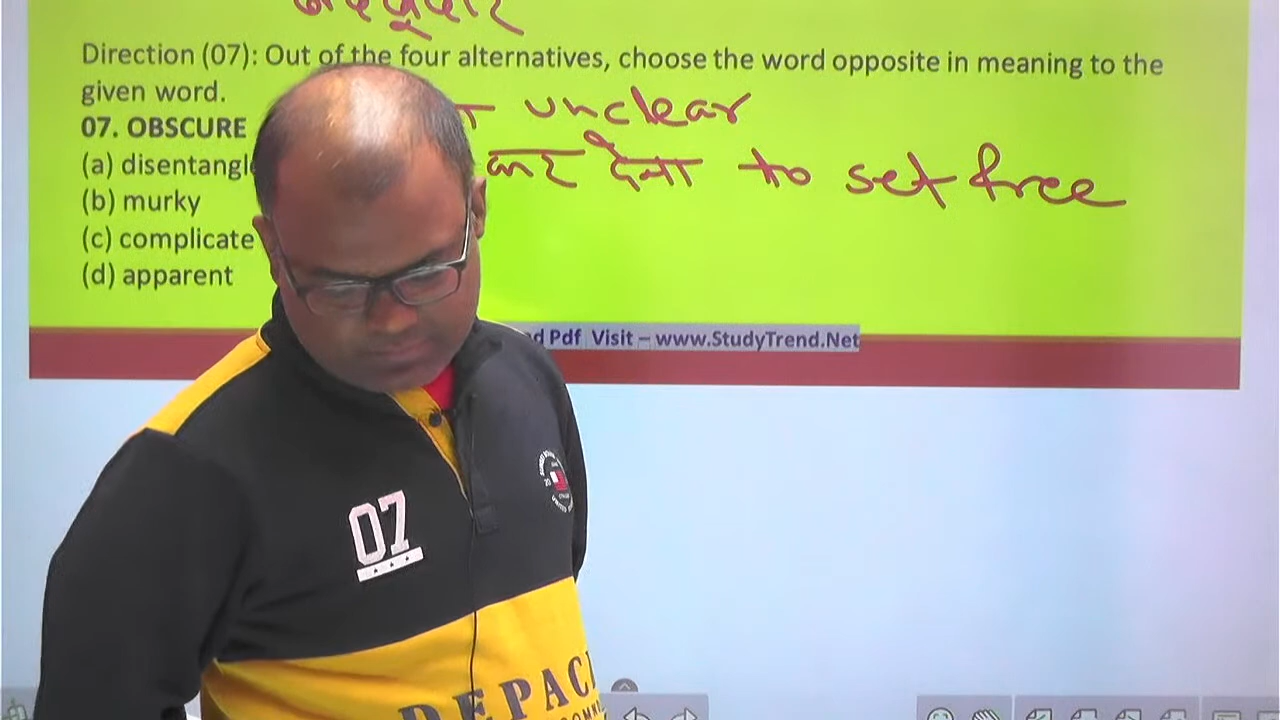 Direction (07): Out of the four alternatives, choose the word opposite in meaning to the
given word.
07. OBSCURE unclear
(a) disentangle कर देना to set free
(b) murky
(c) complicate
(d) apparent
Pdf Visit – www.StudyTrend.Net
07